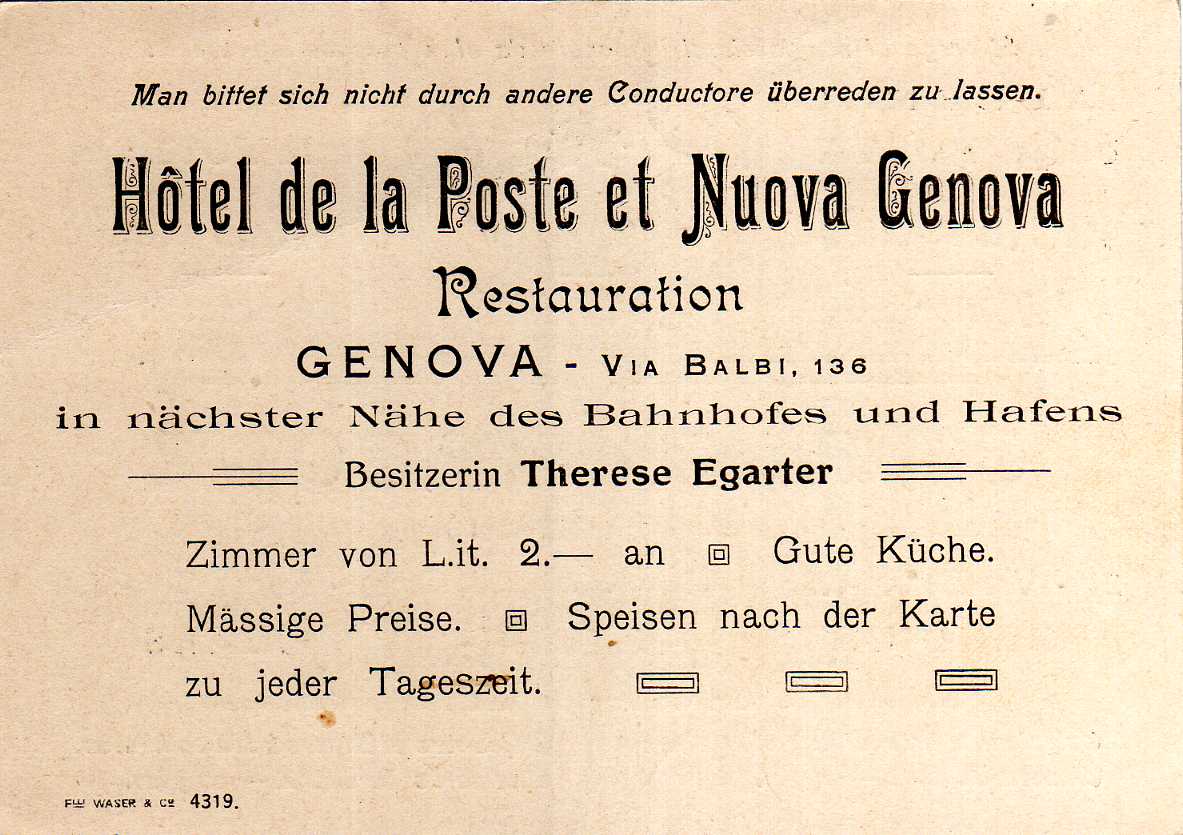 Man bittet sich nicht durch andere Conductore überreden zu lassen.
Hôtel de la Poste et Nuova Genova
Restauration
GENOVA - VIA BALBI, 136
in nächster Nähe des Bahnhofes und Hafens
Besitzerin Therese Egarter
Zimmer von L.it. 2.— an Gute Küche.
Mässige Preise. Speisen nach der Karte
zu jeder Tageszeit.
Flli WASER & Co 4319.